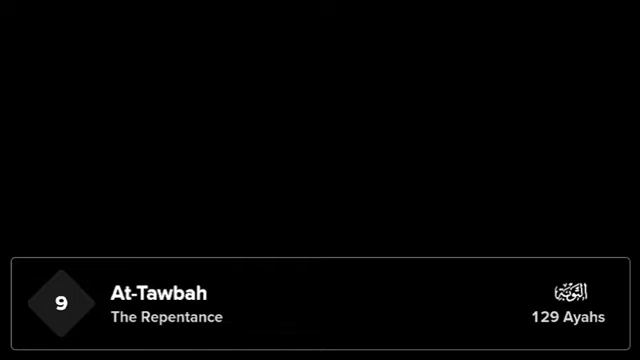 9
At-Tawbah
The Repentance
التوبة
129 Ayahs